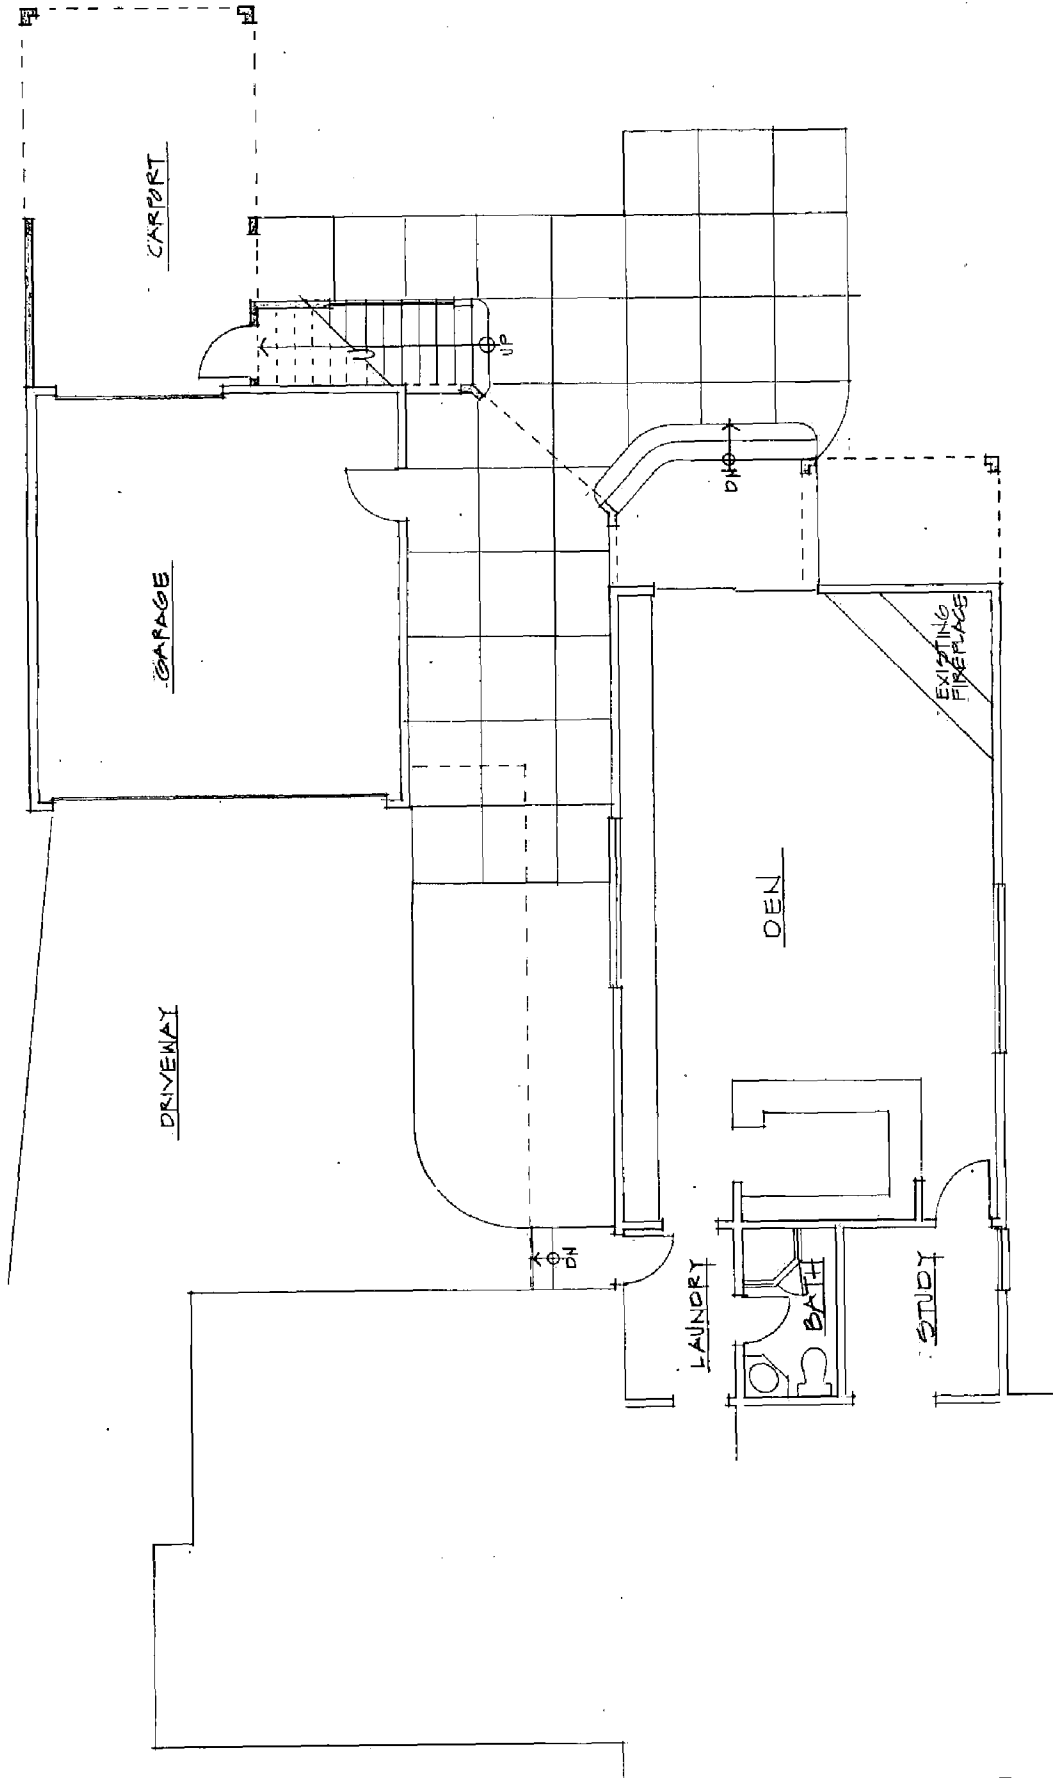 CARPORT
UP
DN
GARAGE
EXISTING
FIREPLACE
DEN
DRIVEWAY
DN
LAUNDRY
BATH
STUDY